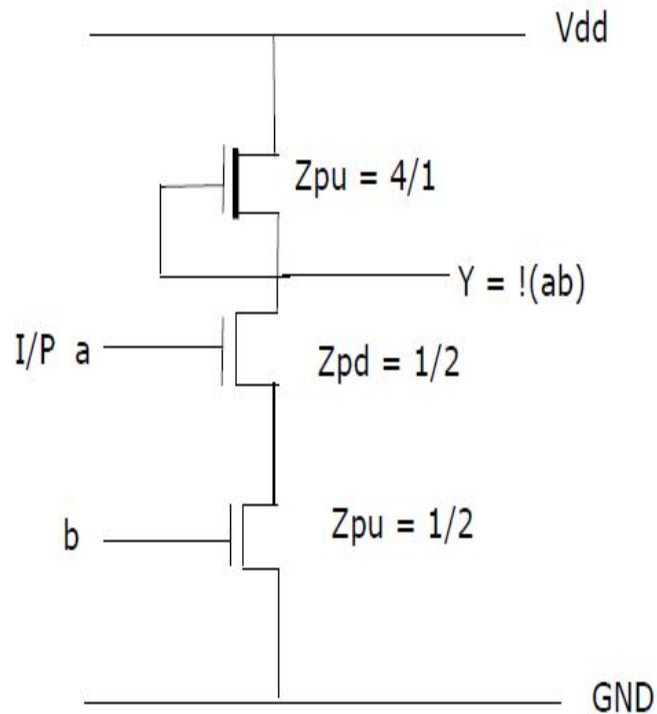 Vdd
Zpu = 4/1
Y = !(ab)
I/P a
Zpd = 1/2
Zpu = 1/2
b
GND